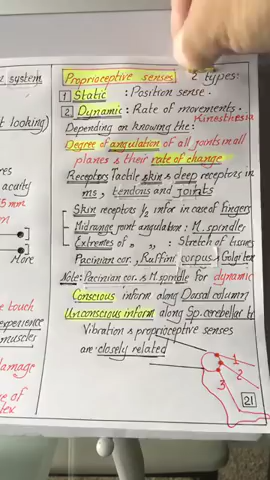 system
t looking)
res
acuity
5 mm
m
More
e touch
experience
muscles
damage
e of
tex
Proprioceptive senses 2 types:
1 Static : Position sense.
2 Dynamic : Rate of movements.
Kinesthesia
Depending on knowing the:
Degree of angulation of all joints in all
planes & their rate of change
Receptors Tactile skin & deep receptors in
ms, tendons and joints
Skin receptors 1/2 infor in case of fingers
Midrange joint angulation: M. spindles
Extremes of " " : Stretch of tissues
Pacinian cor., Ruffini corpus & Golgi ten
Note: Pacinian cor. & M. spindle for dynamic
Conscious inform along Dorsal column
Unconscious inform along Sp. cerebellar tr
Vibration & proprioceptive senses
are closely related
1
2
3
21